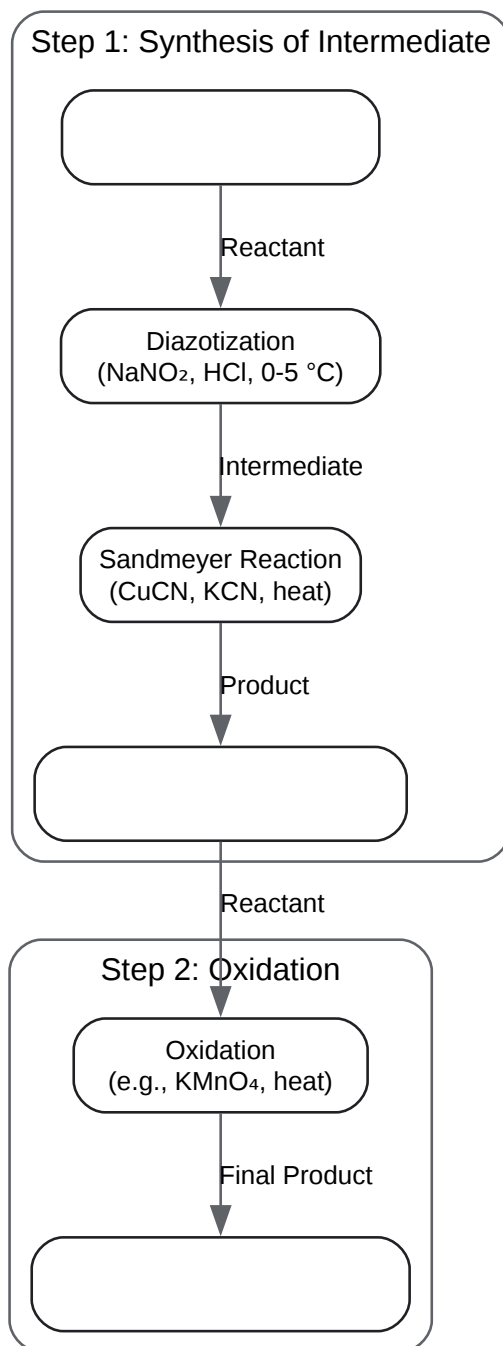 Step 1: Synthesis of Intermediate
Reactant
Diazotization
(NaNO₂, HCl, 0-5 °C)
Intermediate
Sandmeyer Reaction
(CuCN, KCN, heat)
Product
Reactant
Step 2: Oxidation
Oxidation
(e.g., KMnO₄, heat)
Final Product